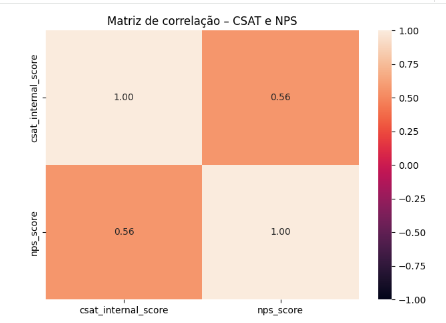 Matriz de correlação – CSAT e NPS
csat_internal_score
nps_score
1.00
0.56
0.56
1.00
csat_internal_score
nps_score
1.00
0.75
0.50
0.25
0.00
−0.25
−0.50
−0.75
−1.00